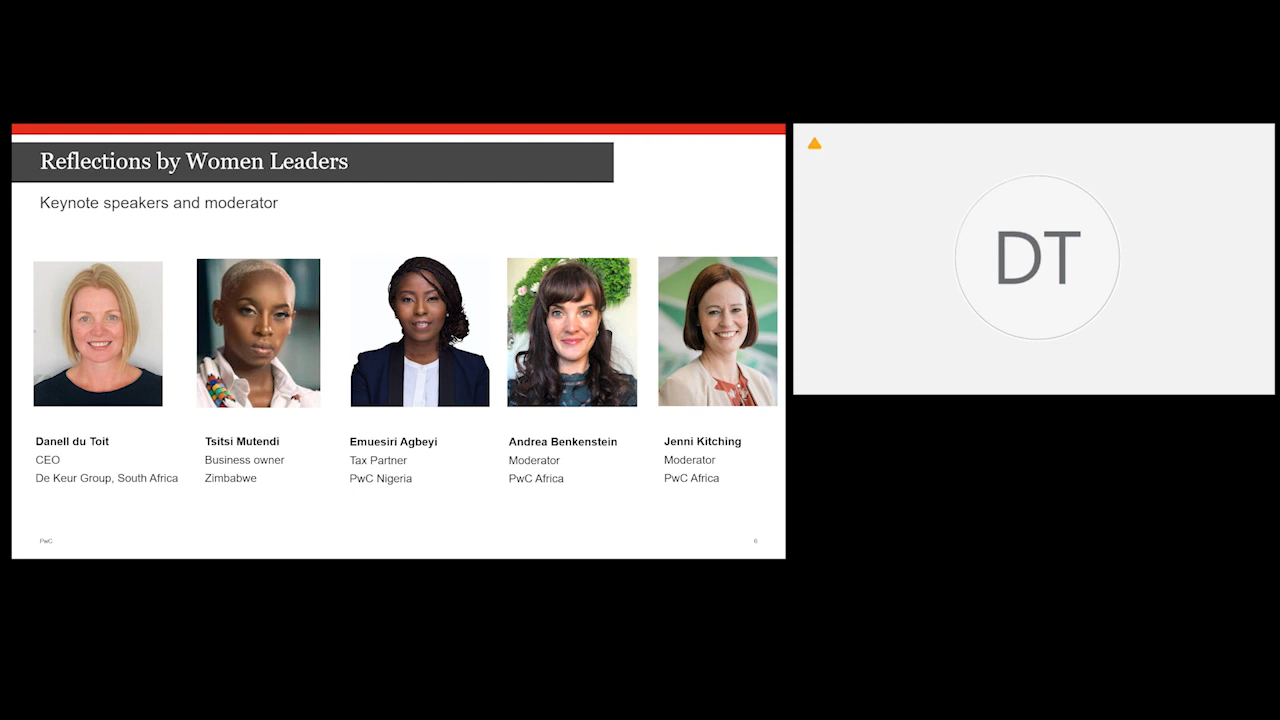 Reflections by Women Leaders
Keynote speakers and moderator
Danell du Toit
CEO
De Keur Group, South Africa
Tsitsi Mutendi
Business owner
Zimbabwe
Emuesiri Agbeyi
Tax Partner
PwC Nigeria
Andrea Benkenstein
Moderator
PwC Africa
Jenni Kitching
Moderator
PwC Africa
PwC
6
DT